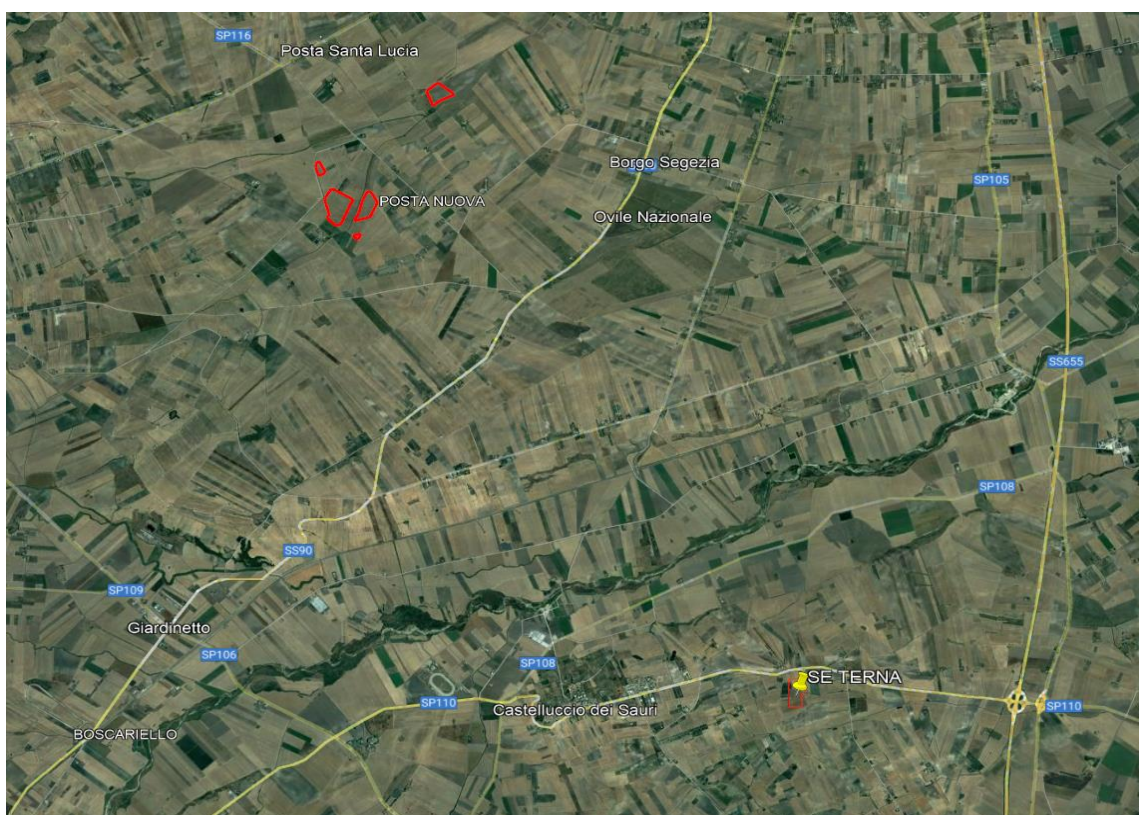 SP116
Posta Santa Lucia
Borgo Segezia
SP105
POSTA NUOVA
Ovile Nazionale
SS655
SP108
SS90
SP109
Giardinetto
SP106
SP108
SE TERNA
SP110
Castelluccio dei Sauri
SP110
BOSCARIELLO